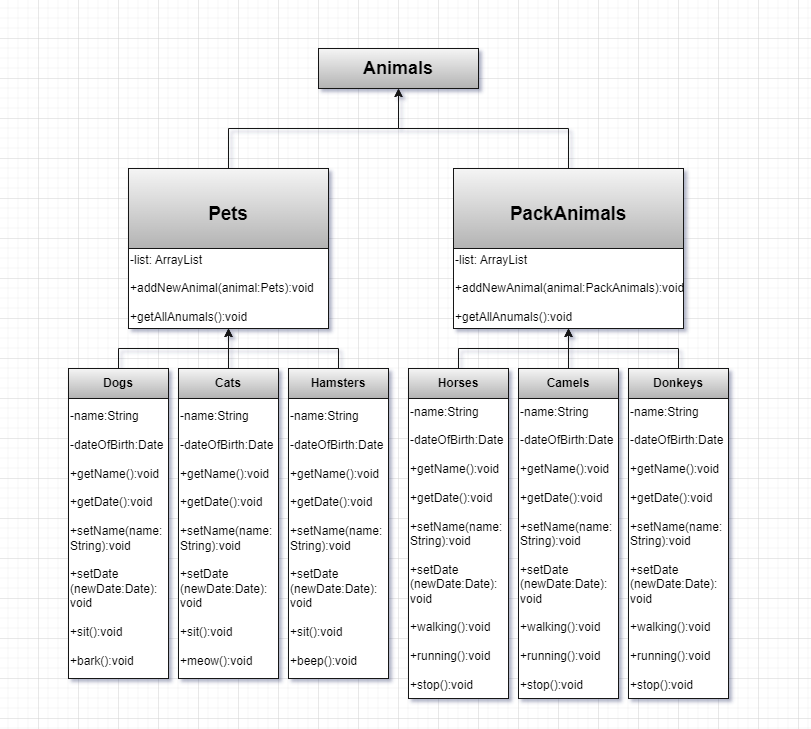 Animals
Pets
-list: ArrayList
+addNewAnimal(animal:Pets):void
+getAllAnumals():void
PackAnimals
-list: ArrayList
+addNewAnimal(animal:PackAnimals):void
+getAllAnumals():void
Dogs
-name:String
-dateOfBirth:Date
+getName():void
+getDate():void
+setName(name:
String):void
+setDate
(newDate:Date):
void
+sit():void
+bark():void
Cats
-name:String
-dateOfBirth:Date
+getName():void
+getDate():void
+setName(name:
String):void
+setDate
(newDate:Date):
void
+sit():void
+meow():void
Hamsters
-name:String
-dateOfBirth:Date
+getName():void
+getDate():void
+setName(name:
String):void
+setDate
(newDate:Date):
void
+sit():void
+beep():void
Horses
-name:String
-dateOfBirth:Date
+getName():void
+getDate():void
+setName(name:
String):void
+setDate
(newDate:Date):
void
+walking():void
+running():void
+stop():void
Camels
-name:String
-dateOfBirth:Date
+getName():void
+getDate():void
+setName(name:
String):void
+setDate
(newDate:Date):
void
+walking():void
+running():void
+stop():void
Donkeys
-name:String
-dateOfBirth:Date
+getName():void
+getDate():void
+setName(name:
String):void
+setDate
(newDate:Date):
void
+walking():void
+running():void
+stop():void